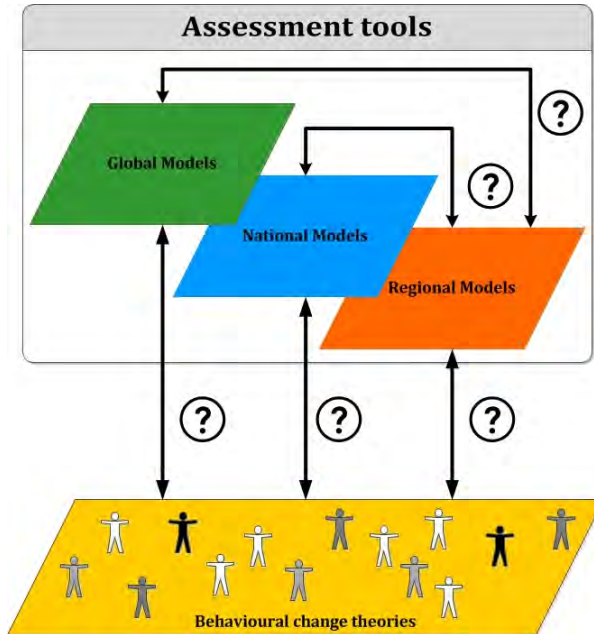 Assessment tools
?
Global Models
?
National Models
Regional Models
?
?
?
Behavioural change theories